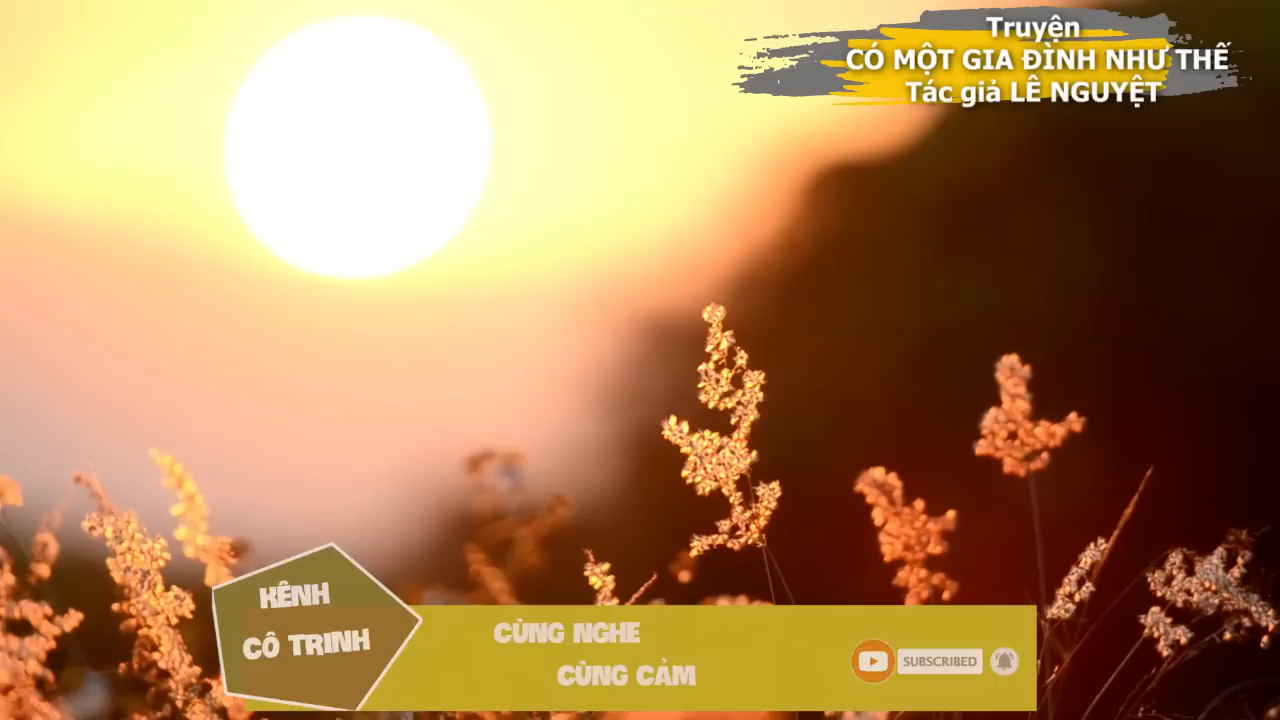 Truyện
CÓ MỘT GIA ĐÌNH NHƯ THẾ
Tác giả LÊ NGUYỆT
KÊNH
CÔ TRINH
CÙNG NGHE
CÙNG CẢM
SUBSCRIBED